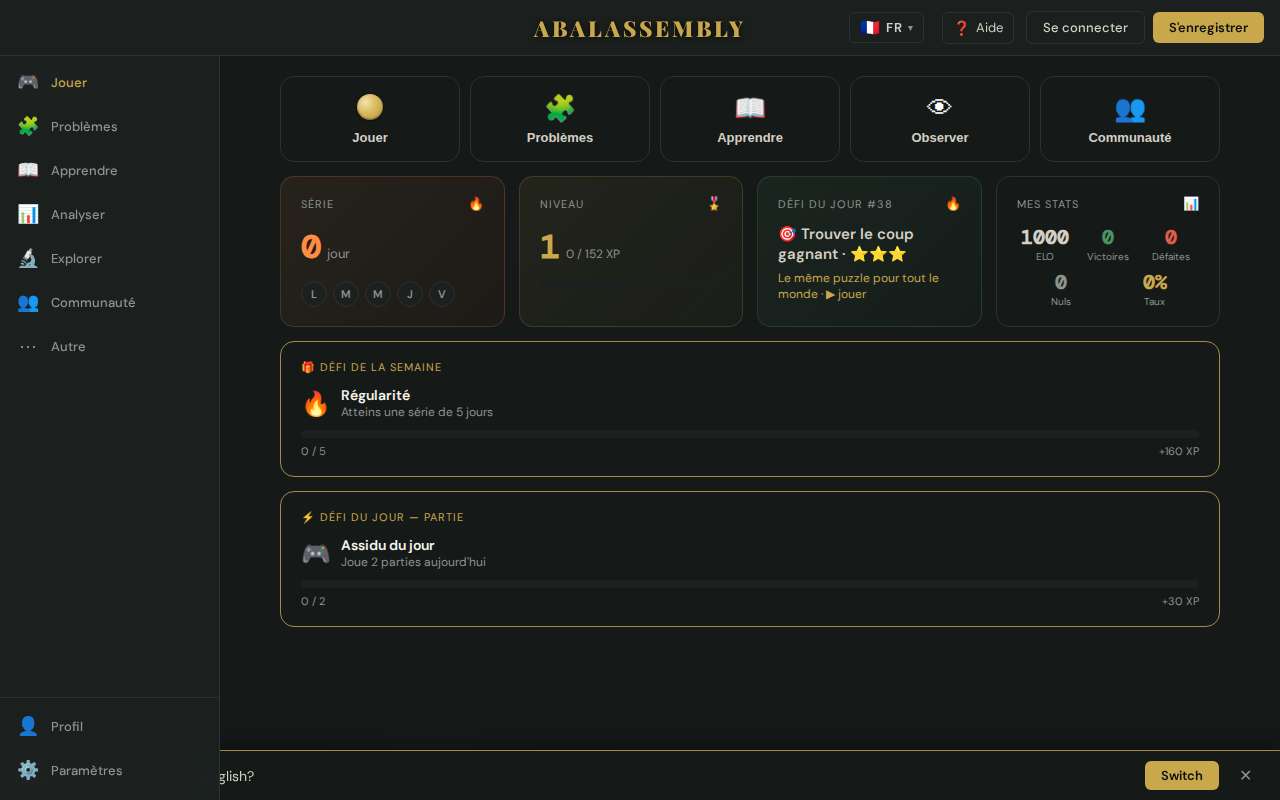 ABALASSEMBLY
FR
Aide
Se connecter
S'enregistrer
Jouer
Problèmes
Apprendre
Analyser
Explorer
Communauté
Autre
Profil
Paramètres
Jouer
Problèmes
Apprendre
Observer
Communauté
SÉRIE
0 jour
L M M J V
NIVEAU
1 0 / 152 XP
DÉFI DU JOUR #38
Trouver le coup
gagnant ·
Le même puzzle pour tout le
monde · ▶ jouer
MES STATS
1000 0 0
ELO Victoires Défaites
0 0%
Nuls Taux
DÉFI DE LA SEMAINE
Régularité
Atteins une série de 5 jours
0 / 5 +160 XP
DÉFI DU JOUR — PARTIE
Assidu du jour
Joue 2 parties aujourd'hui
0 / 2 +30 XP
glish?
Switch ✕